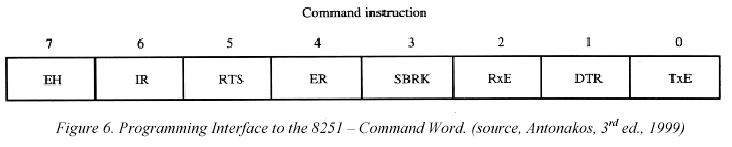 Command instruction
7 6 5 4 3 2 1 0
EH IR RTS ER SBRK RxE DTR TxE
Figure 6. Programming Interface to the 8251 – Command Word. (source, Antonakos, 3rd ed., 1999)